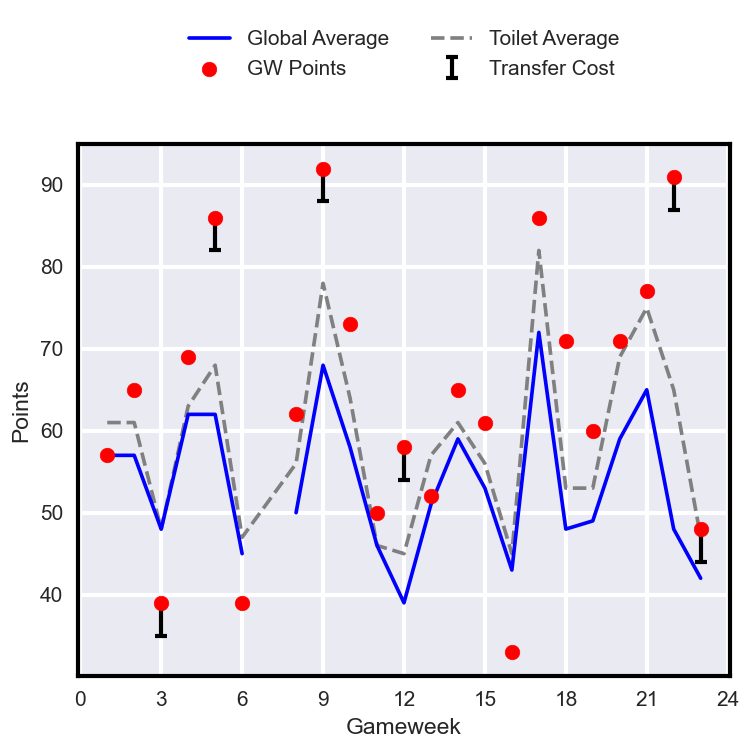 Global Average
Toilet Average
GW Points
Transfer Cost
90
80
70
60
50
40
Points
0 3 6 9 12 15 18 21 24
Gameweek